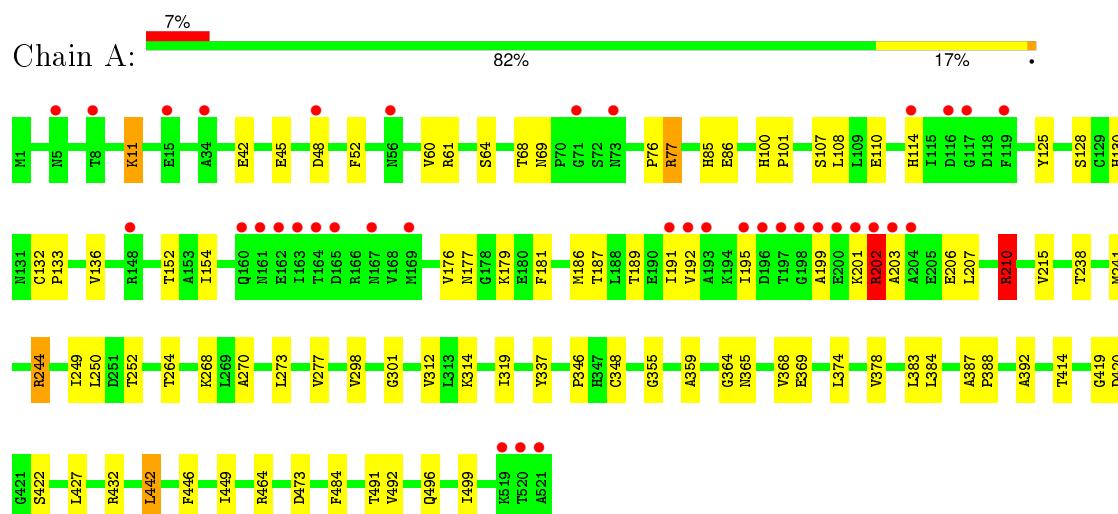 7%
Chain A:
82% 17% •
M1 N5 T8 K11 E15 A34 E42 E45 D48 F52 N56 V60 R61 S64 T68 N69 P70 G71 S72 N73 P76 R77 H85 E86 H100 P101 S107 L108 L109 E110 H114 I115 D116 G117 D118 F119 Y125 S128 C129 H130
N131 C132 P133 V136 R148 T152 A153 I154 Q160 N161 E162 I163 T164 D165 R166 N167 V168 M169 V176 N177 G178 K179 E180 F181 M186 T187 L188 T189 E190 I191 V192 A193 K194 I195 D196 T197 G198 A199 E200 K201 R202 A203 A204 E205 E206 L207 R210 V215 T238 M241
R244 I249 L250 D251 T252 T264 K268 L269 A270 L273 V277 V298 G301 V312 L313 K314 I319 Y337 P346 H347 C348 G355 A359 G364 N365 V368 E369 L374 V378 L383 L384 A387 P388 A392 T414 G419 D420
G421 S422 L427 R432 L442 F446 I449 R464 D473 F484 T491 V492 Q496 I499 K519 T520 A521